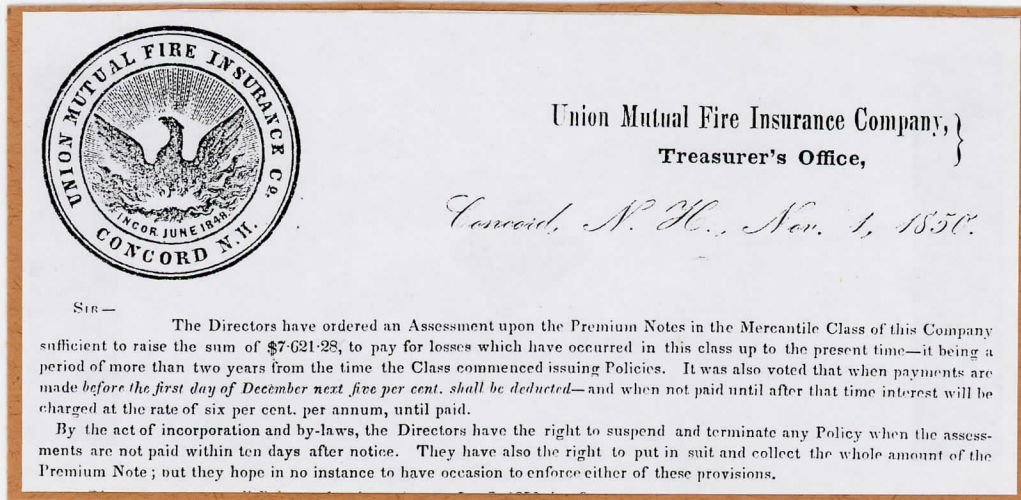 UNION MUTUAL FIRE INSURANCE CO.
INCOR. JUNE 1848.
CONCORD N.H.
Union Mutual Fire Insurance Company,
Treasurer's Office,
Concord, N. H., Nov. 1, 1850.
SIR—
The Directors have ordered an Assessment upon the Premium Notes in the Mercantile Class of this Company
sufficient to raise the sum of $7·621·28, to pay for losses which have occurred in this class up to the present time—it being a
period of more than two years from the time the Class commenced issuing Policies. It was also voted that when payments are
made before the first day of December next five per cent. shall be deducted—and when not paid until after that time interest will be
charged at the rate of six per cent. per annum, until paid.
By the act of incorporation and by-laws, the Directors have the right to suspend and terminate any Policy when the assess-
ments are not paid within ten days after notice. They have also the right to put in suit and collect the whole amount of the
Premium Note; but they hope in no instance to have occasion to enforce either of these provisions.